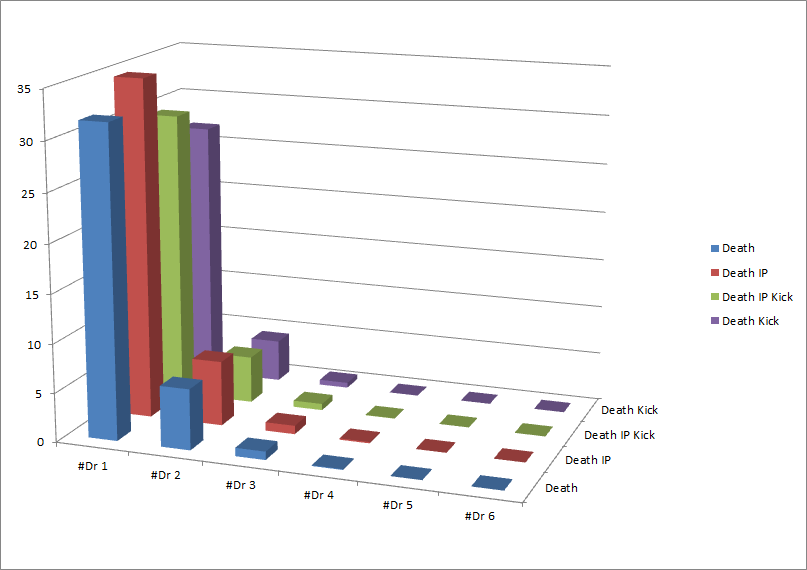 35
30
25
20
15
10
5
0
#Dr 1
#Dr 2
#Dr 3
#Dr 4
#Dr 5
#Dr 6
Death Kick
Death IP Kick
Death IP
Death
Death
Death IP
Death IP Kick
Death Kick